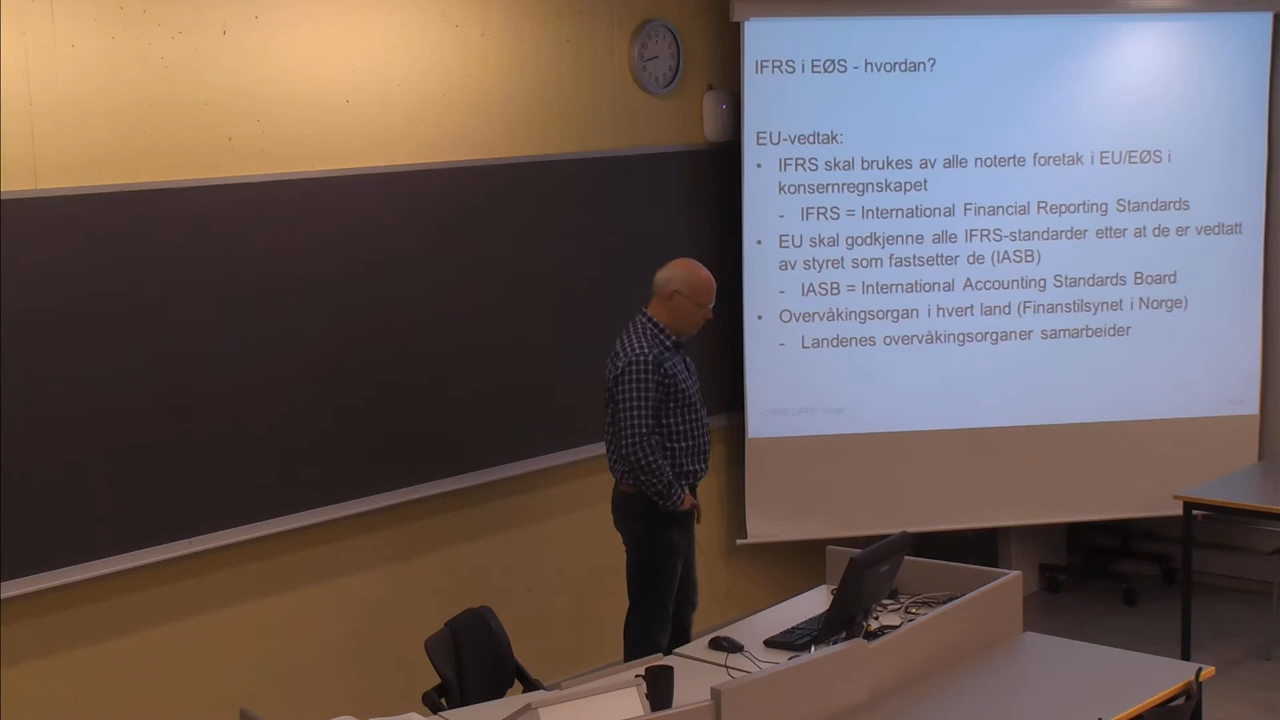 IFRS i EØS - hvordan?
EU-vedtak:
• IFRS skal brukes av alle noterte foretak i EU/EØS i
konsernregnskapet
- IFRS = International Financial Reporting Standards
• EU skal godkjenne alle IFRS-standarder etter at de er vedtatt
av styret som fastsetter de (IASB)
- IASB = International Accounting Standards Board
• Overvåkingsorgan i hvert land (Finanstilsynet i Norge)
- Landenes overvåkingsorganer samarbeider